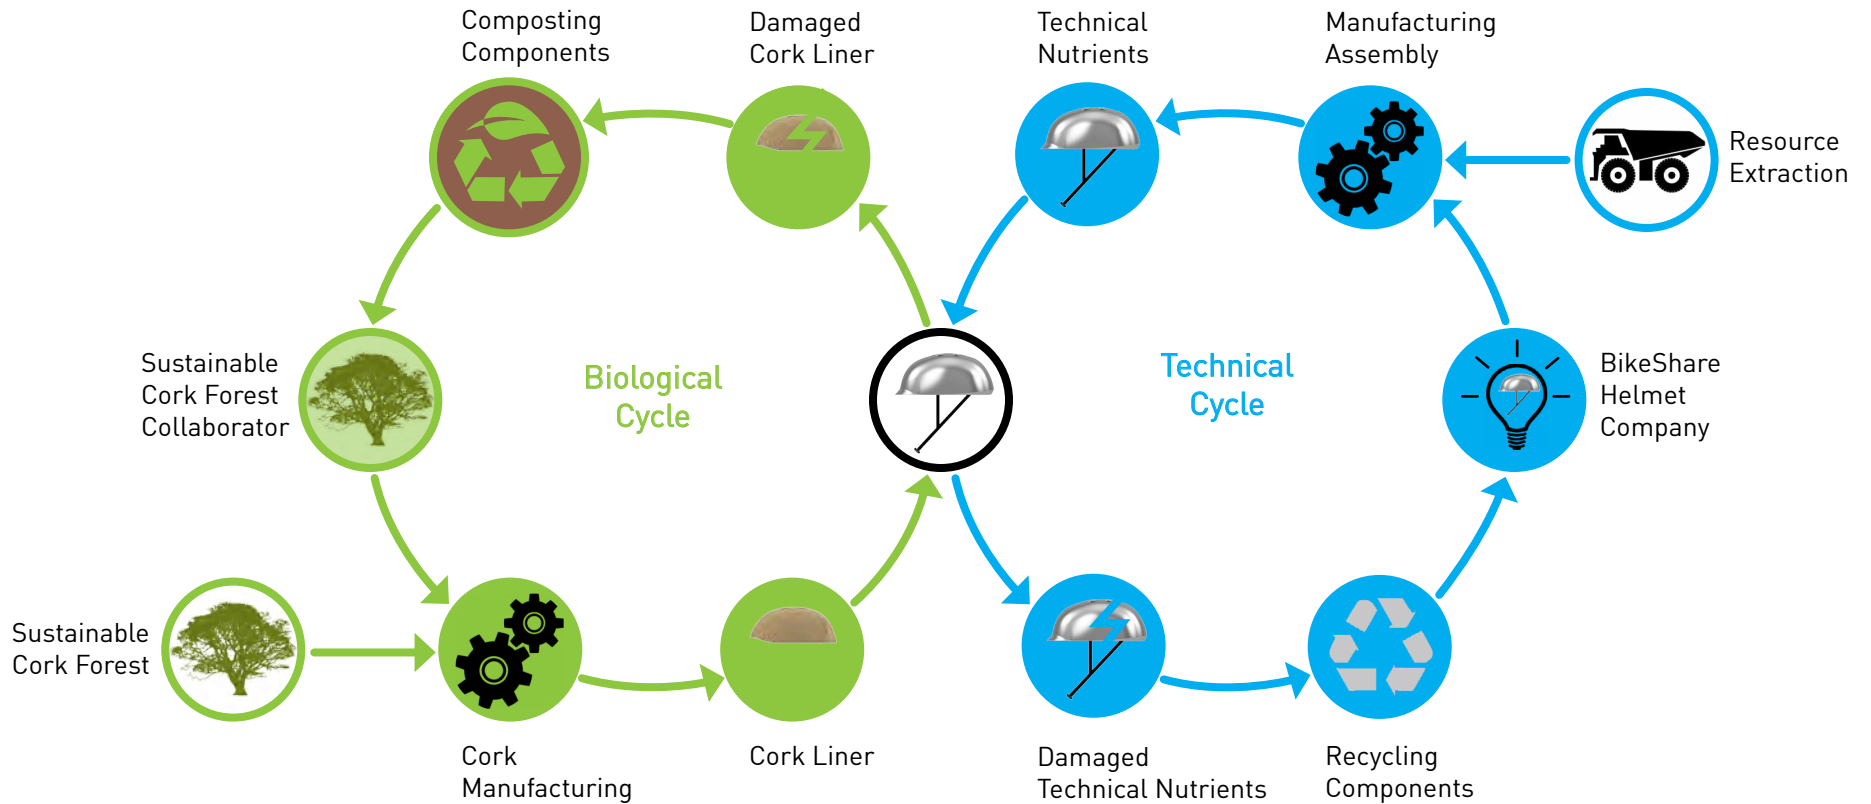 Composting
Components
Damaged
Cork Liner
Technical
Nutrients
Manufacturing
Assembly
Resource
Extraction
Sustainable
Cork Forest
Collaborator
Biological
Cycle
Technical
Cycle
BikeShare
Helmet
Company
Sustainable
Cork Forest
Cork
Manufacturing
Cork Liner
Damaged
Technical Nutrients
Recycling
Components